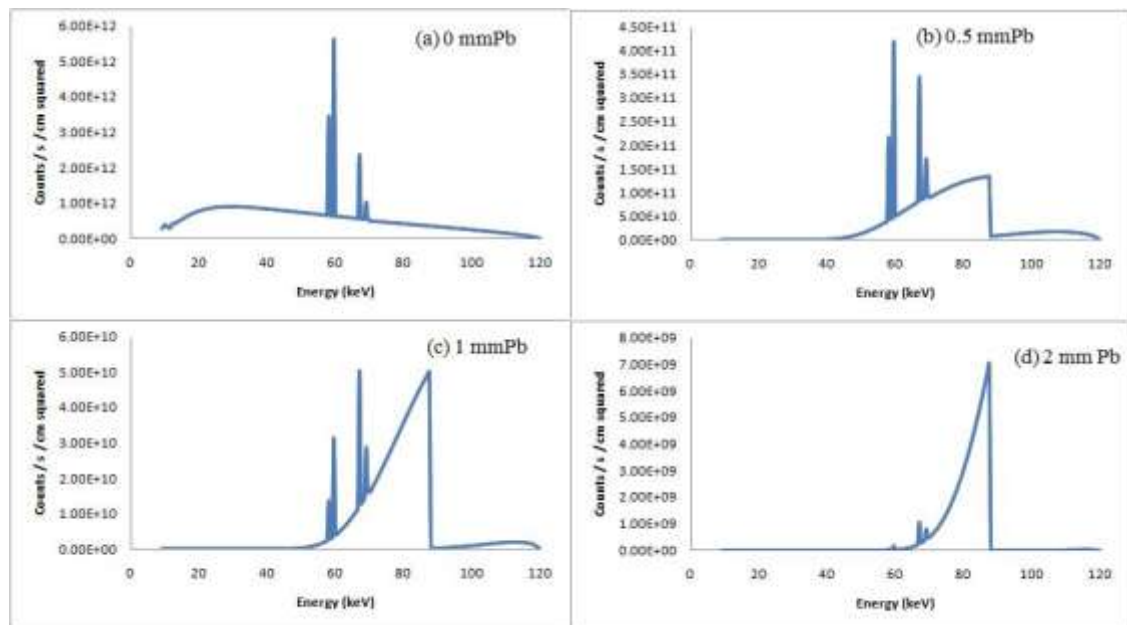 (a) 0 mmPb
Counts / s / cm squared
6.00E+12
5.00E+12
4.00E+12
3.00E+12
2.00E+12
1.00E+12
0.00E+00
0 20 40 60 80 100 120
Energy (keV)
(b) 0.5 mmPb
Counts / s / cm squared
4.50E+11
4.00E+11
3.50E+11
3.00E+11
2.50E+11
2.00E+11
1.50E+11
1.00E+11
5.00E+10
0.00E+00
0 20 40 60 80 100 120
Energy (keV)
(c) 1 mmPb
Counts / s / cm squared
6.00E+10
5.00E+10
4.00E+10
3.00E+10
2.00E+10
1.00E+10
0.00E+00
0 20 40 60 80 100 120
Energy (keV)
(d) 2 mm Pb
Counts / s / cm squared
8.00E+09
7.00E+09
6.00E+09
5.00E+09
4.00E+09
3.00E+09
2.00E+09
1.00E+09
0.00E+00
0 20 40 60 80 100 120
Energy (keV)